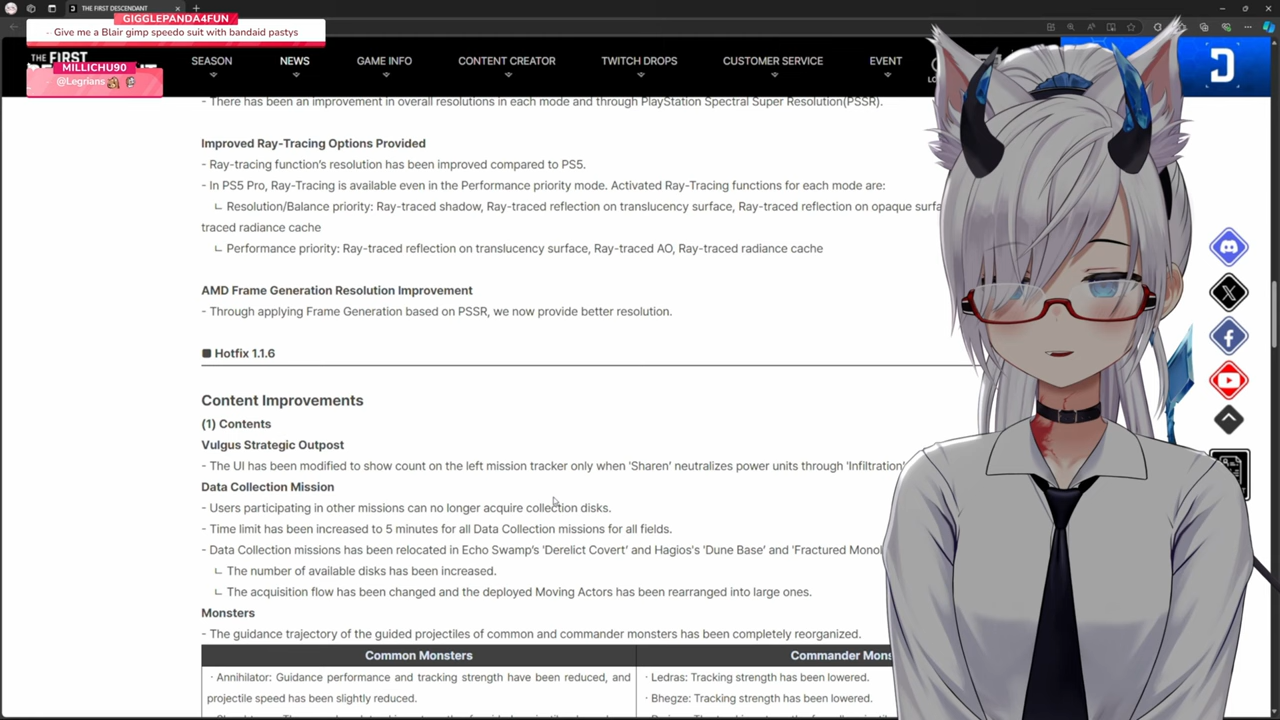 THE FIRST DESCENDANT
GIGGLEPANDA4FUN
Give me a Blair gimp speedo suit with bandaid pastys
THE FIRST
MILLICHU90
@Legrians
SEASON
NEWS
GAME INFO
CONTENT CREATOR
TWITCH DROPS
CUSTOMER SERVICE
EVENT
- There has been an improvement in overall resolutions in each mode and through PlayStation Spectral Super Resolution(PSSR).
Improved Ray-Tracing Options Provided
- Ray-tracing function's resolution has been improved compared to PS5.
- In PS5 Pro, Ray-Tracing is available even in the Performance priority mode. Activated Ray-Tracing functions for each mode are:
ㄴ Resolution/Balance priority: Ray-traced shadow, Ray-traced reflection on translucency surface, Ray-traced reflection on opaque
traced radiance cache
ㄴ Performance priority: Ray-traced reflection on translucency surface, Ray-traced AO, Ray-traced radiance cache
AMD Frame Generation Resolution Improvement
- Through applying Frame Generation based on PSSR, we now provide better resolution.
■ Hotfix 1.1.6
Content Improvements
(1) Contents
Vulgus Strategic Outpost
- The UI has been modified to show count on the left mission tracker only when 'Sharen' neutralizes power units through 'Infiltration'
Data Collection Mission
- Users participating in other missions can no longer acquire collection disks.
- Time limit has been increased to 5 minutes for all Data Collection missions for all fields.
- Data Collection missions has been relocated in Echo Swamp's 'Derelict Covert' and Hagios's 'Dune Base' and 'Fractured
ㄴ The number of available disks has been increased.
ㄴ The acquisition flow has been changed and the deployed Moving Actors has been rearranged into large ones.
Monsters
- The guidance trajectory of the guided projectiles of common and commander monsters has been completely reorganized.
Common Monsters
Commander
· Annihilator: Guidance performance and tracking strength have been reduced, and
projectile speed has been slightly reduced.
· Ledras: Tracking strength has been lowered.
· Bhegze: Tracking strength has been lowered.